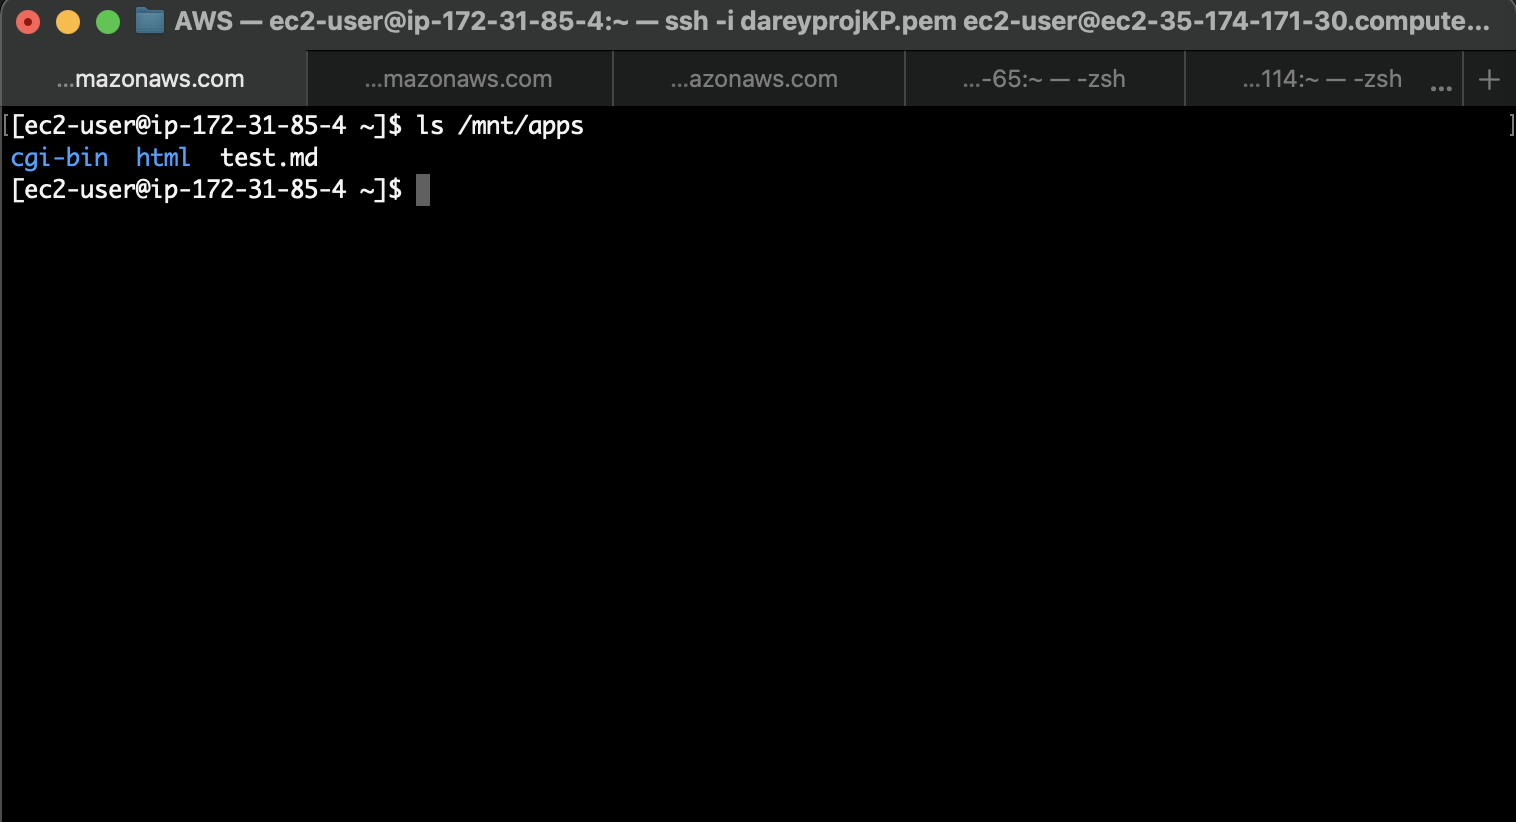 AWS — ec2-user@ip-172-31-85-4:~ — ssh -i dareyprojKP.pem ec2-user@ec2-35-174-171-30.compute...
...mazonaws.com ...mazonaws.com ...azonaws.com ...-65:~ — -zsh ...114:~ — -zsh ... +
[[ec2-user@ip-172-31-85-4 ~]$ ls /mnt/apps ]
cgi-bin html test.md
[ec2-user@ip-172-31-85-4 ~]$